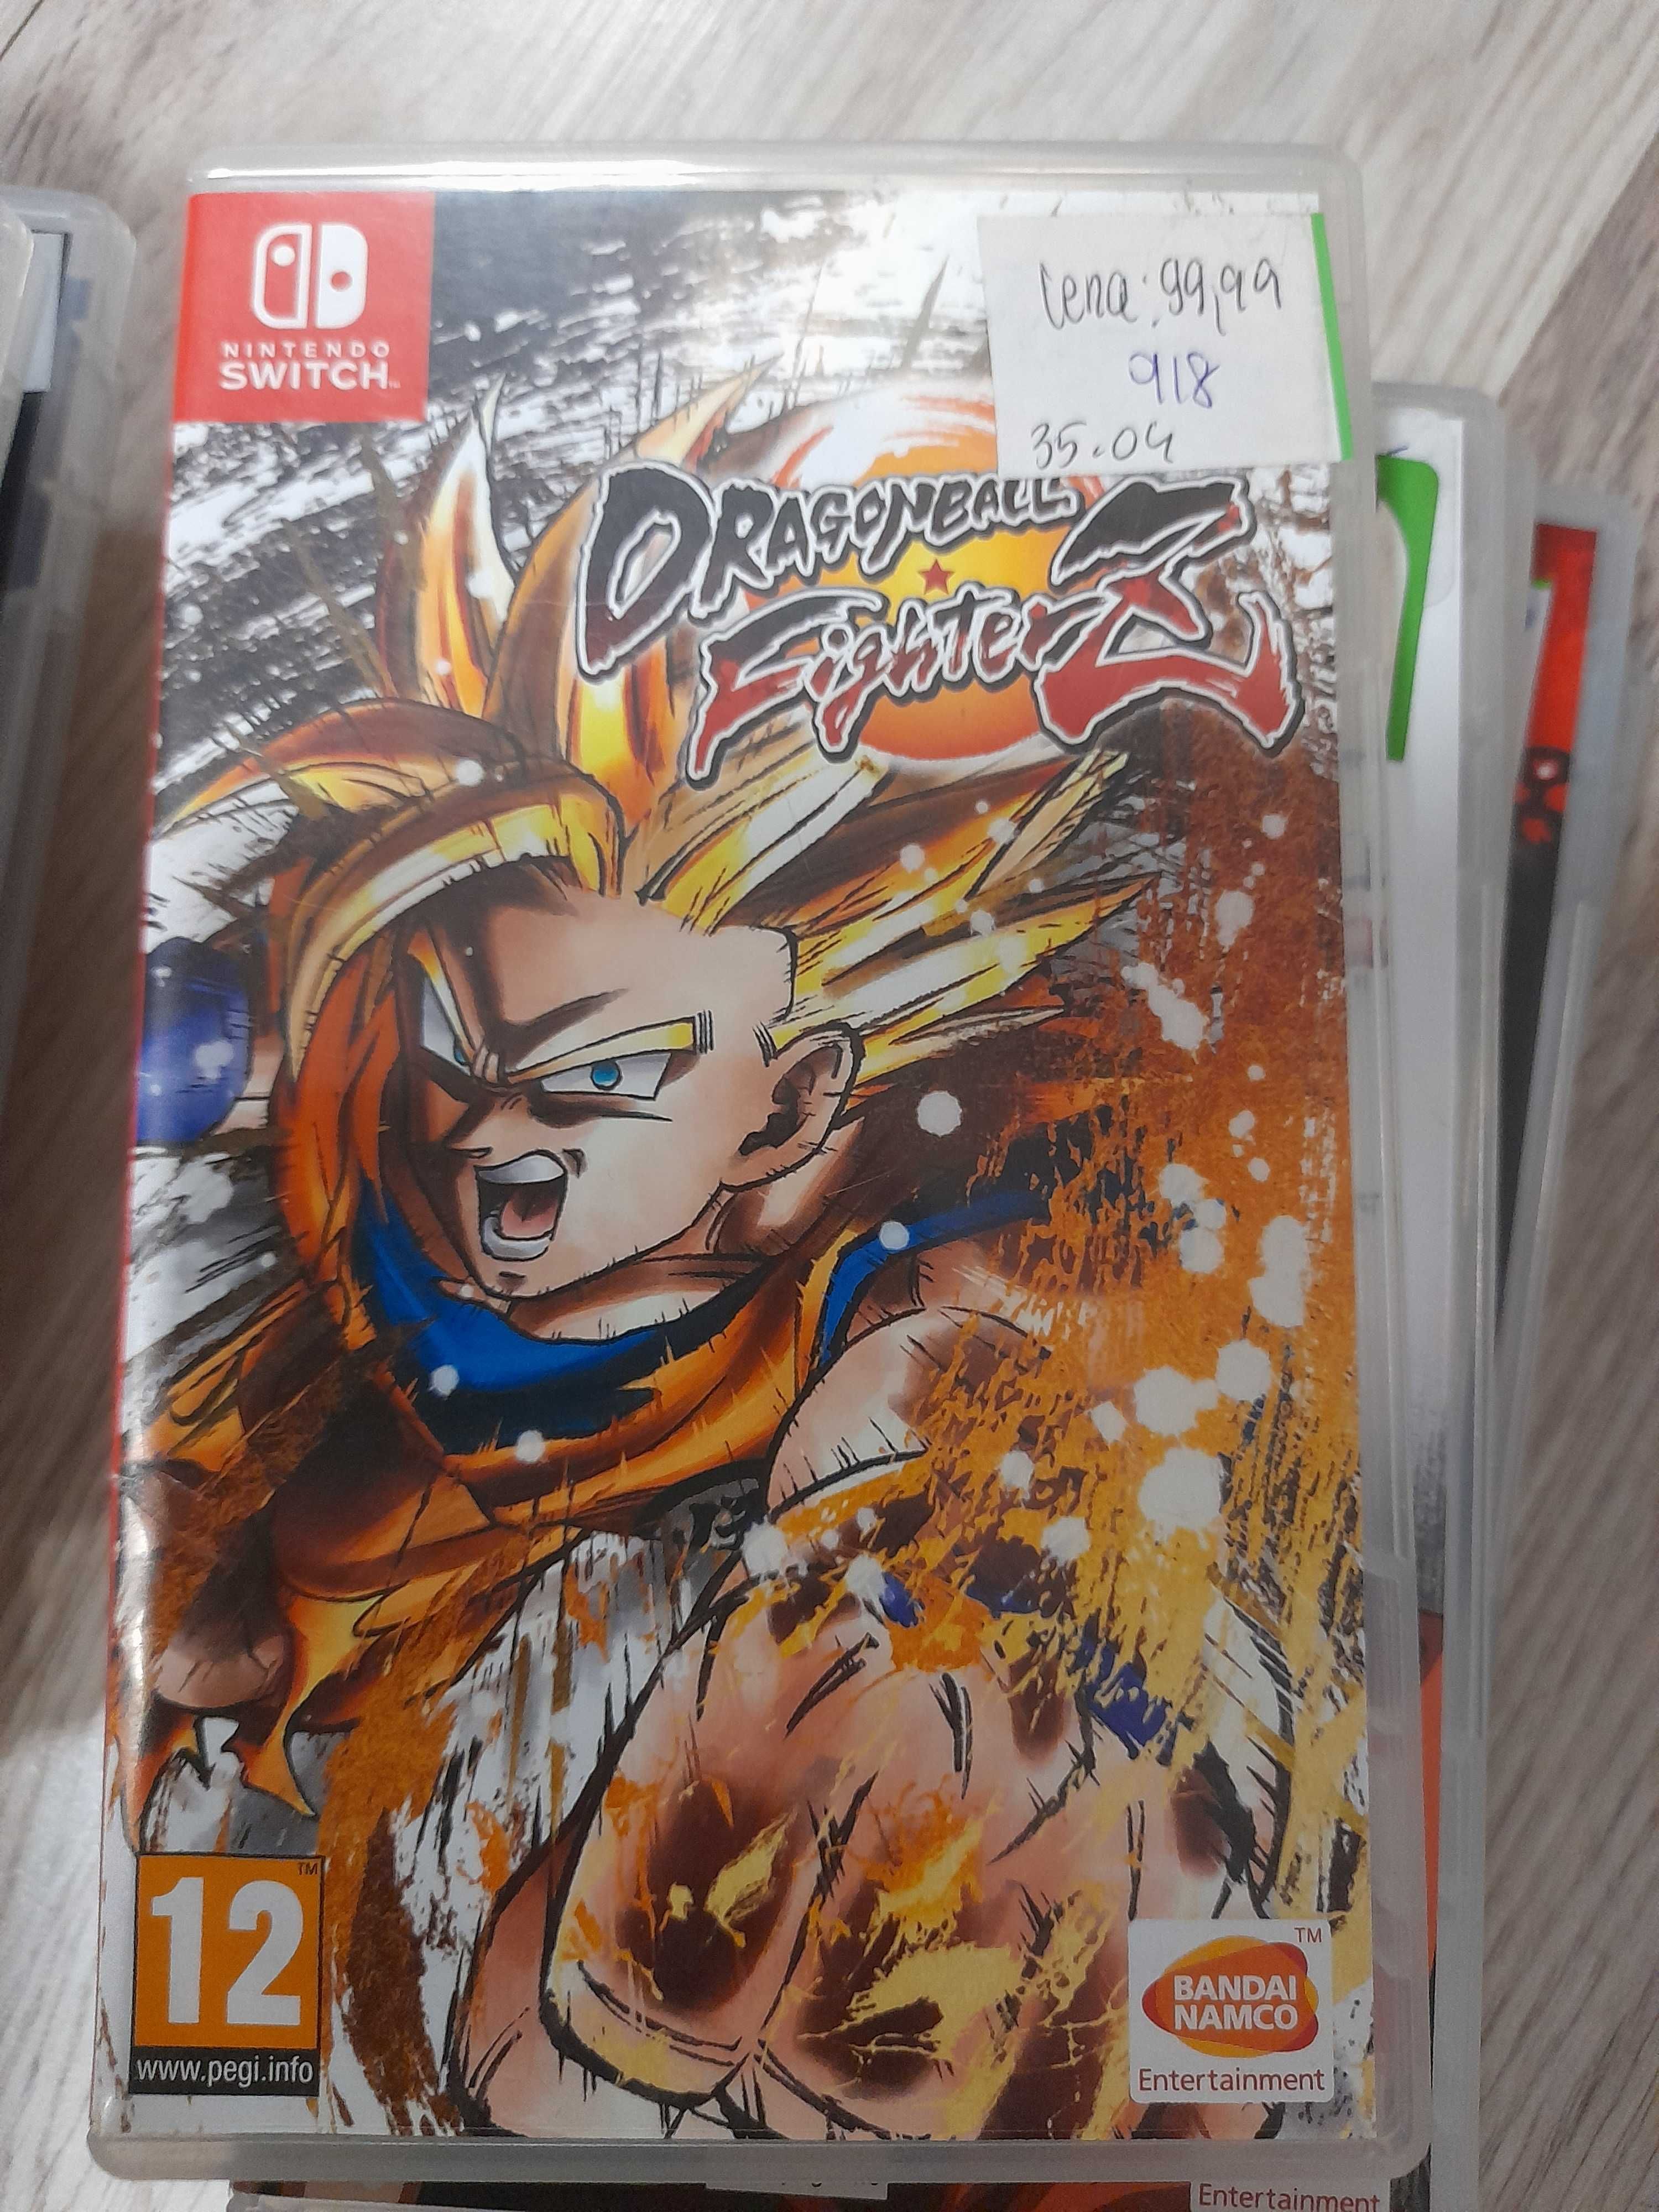 NINTENDO
SWITCH
Cena: 99,99
918
35.04
DRAGONBALL
FighterZ
12
www.pegi.info
BANDAI
NAMCO
Entertainment
Entertainment